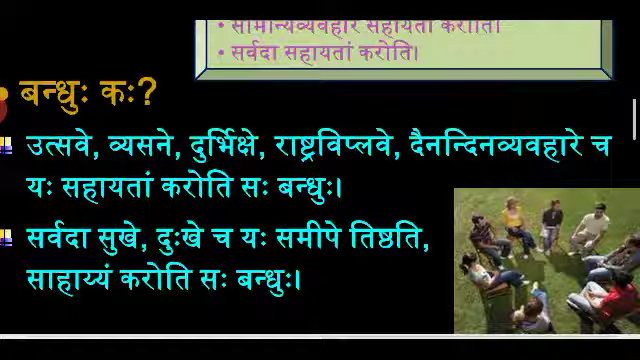 • सामान्यव्यवहारे सहायतां करोति।
• सर्वदा सहायतां करोति।
बन्धुः कः?
उत्सवे, व्यसने, दुर्भिक्षे, राष्ट्रविप्लवे, दैनन्दिनव्यवहारे च
यः सहायतां करोति सः बन्धुः।
सर्वदा सुखे, दुःखे च यः समीपे तिष्ठति,
साहाय्यं करोति सः बन्धुः।